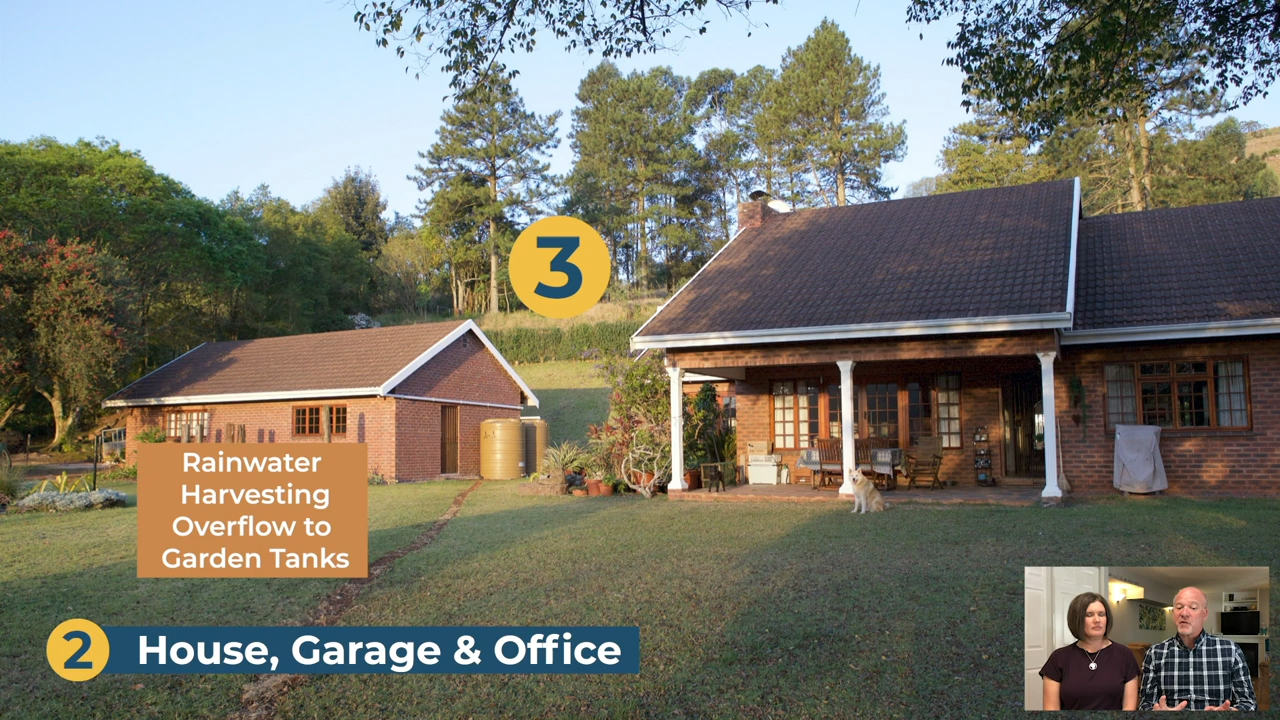 3
Rainwater
Harvesting
Overflow to
Garden Tanks
2 House, Garage & Office